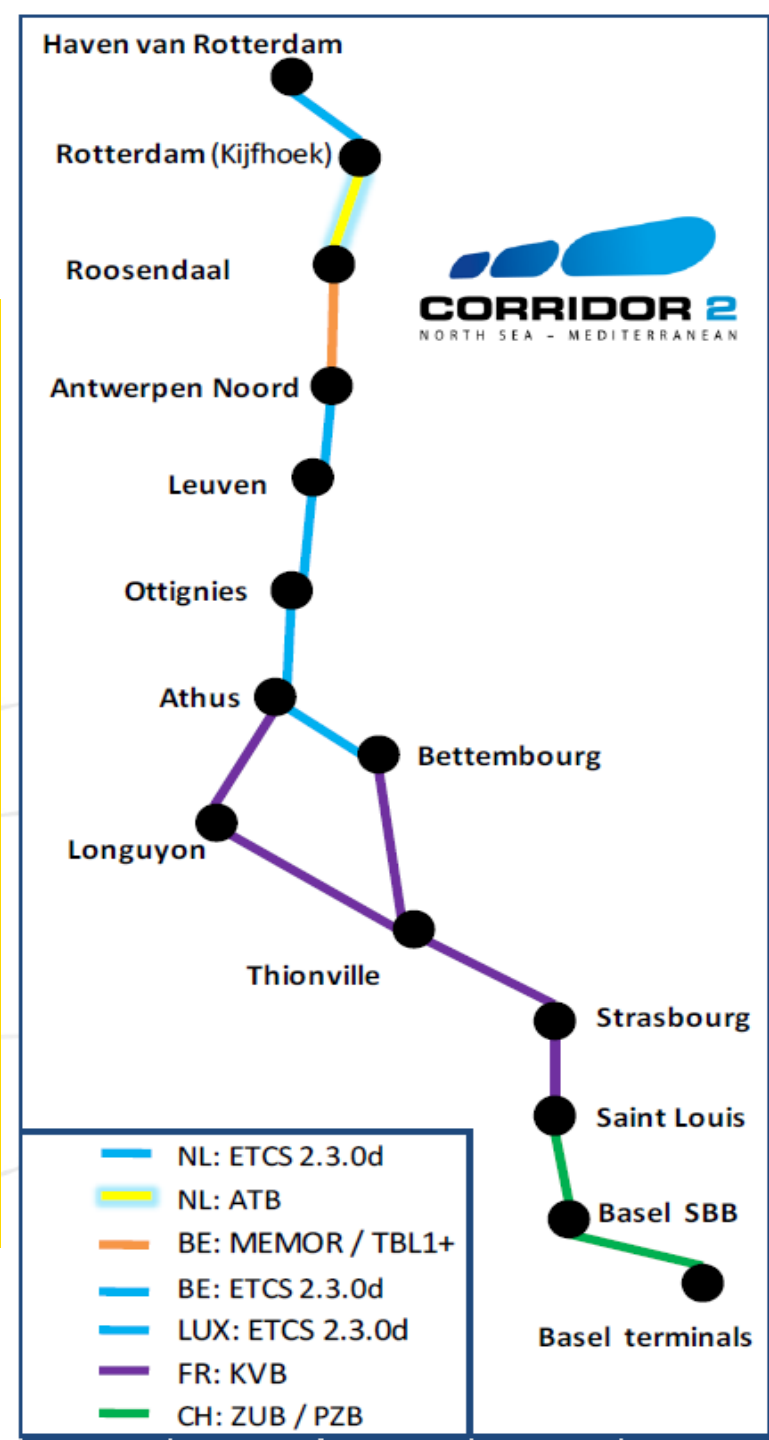 Haven van Rotterdam
Rotterdam (Kijfhoek)
Roosendaal
CORRIDOR 2
NORTH SEA – MEDITERRANEAN
Antwerpen Noord
Leuven
Ottignies
Athus
Bettembourg
Longuyon
Thionville
Strasbourg
Saint Louis
Basel SBB
Basel terminals
NL: ETCS 2.3.0d
NL: ATB
BE: MEMOR / TBL1+
BE: ETCS 2.3.0d
LUX: ETCS 2.3.0d
FR: KVB
CH: ZUB / PZB